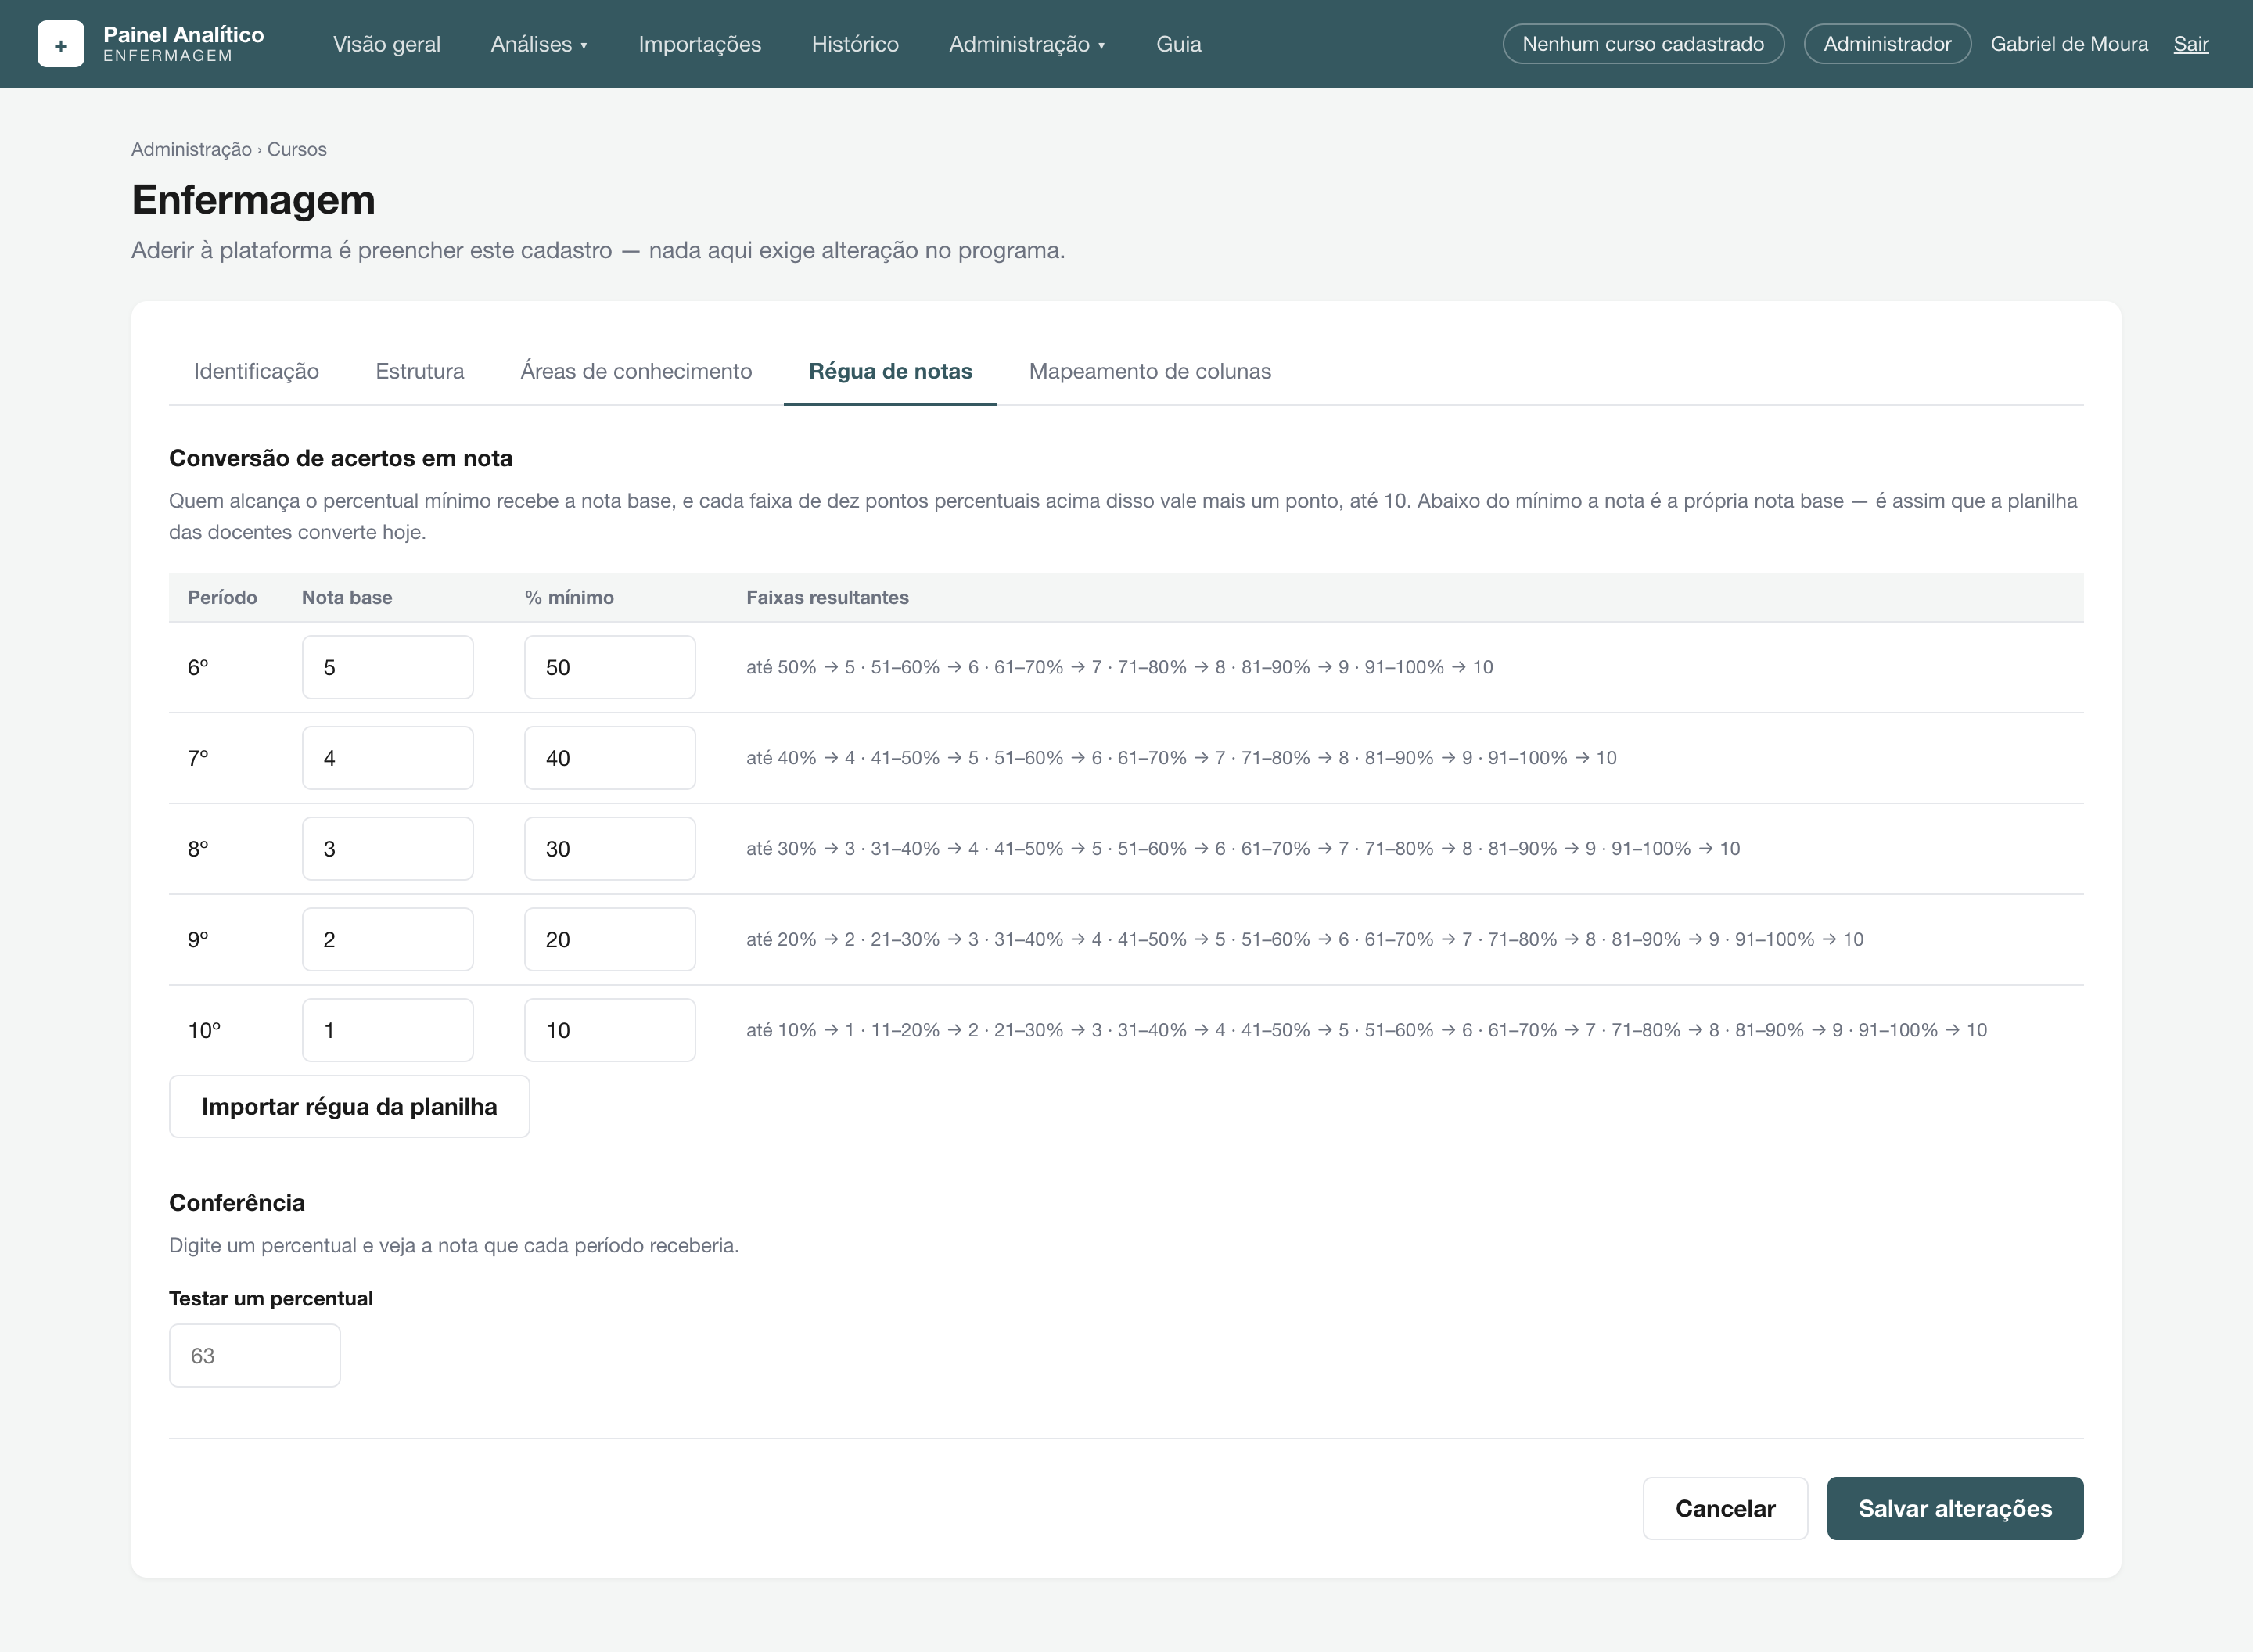 +
Painel Analítico
ENFERMAGEM
Visão geral
Análises ▾
Importações
Histórico
Administração ▾
Guia
Nenhum curso cadastrado
Administrador
Gabriel de Moura
Sair
Administração › Cursos
Enfermagem
Aderir à plataforma é preencher este cadastro — nada aqui exige alteração no programa.
Identificação
Estrutura
Áreas de conhecimento
Régua de notas
Mapeamento de colunas
Conversão de acertos em nota
Quem alcança o percentual mínimo recebe a nota base, e cada faixa de dez pontos percentuais acima disso vale mais um ponto, até 10. Abaixo do mínimo a nota é a própria nota base — é assim que a planilha
das docentes converte hoje.
Período Nota base % mínimo Faixas resultantes
6º 5 50 até 50% → 5 · 51–60% → 6 · 61–70% → 7 · 71–80% → 8 · 81–90% → 9 · 91–100% → 10
7º 4 40 até 40% → 4 · 41–50% → 5 · 51–60% → 6 · 61–70% → 7 · 71–80% → 8 · 81–90% → 9 · 91–100% → 10
8º 3 30 até 30% → 3 · 31–40% → 4 · 41–50% → 5 · 51–60% → 6 · 61–70% → 7 · 71–80% → 8 · 81–90% → 9 · 91–100% → 10
9º 2 20 até 20% → 2 · 21–30% → 3 · 31–40% → 4 · 41–50% → 5 · 51–60% → 6 · 61–70% → 7 · 71–80% → 8 · 81–90% → 9 · 91–100% → 10
10º 1 10 até 10% → 1 · 11–20% → 2 · 21–30% → 3 · 31–40% → 4 · 41–50% → 5 · 51–60% → 6 · 61–70% → 7 · 71–80% → 8 · 81–90% → 9 · 91–100% → 10
Importar régua da planilha
Conferência
Digite um percentual e veja a nota que cada período receberia.
Testar um percentual
63
Cancelar
Salvar alterações